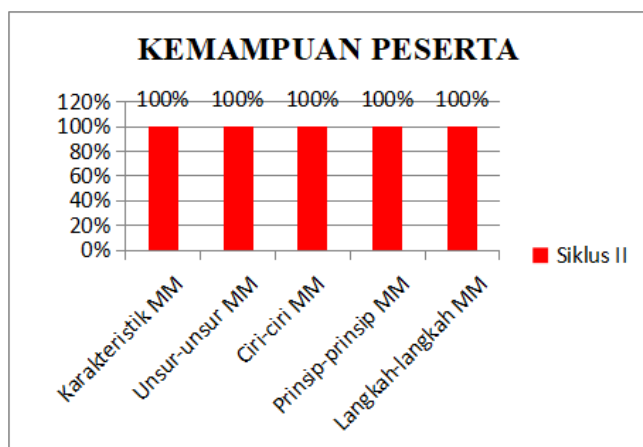 KEMAMPUAN PESERTA
100% 100% 100% 100% 100%
120%
100%
80%
60%
40%
20%
0%
Siklus II
Karakteristik MM
Unsur-unsur MM
Ciri-ciri MM
Prinsip-prinsip MM
Langkah-langkah MM